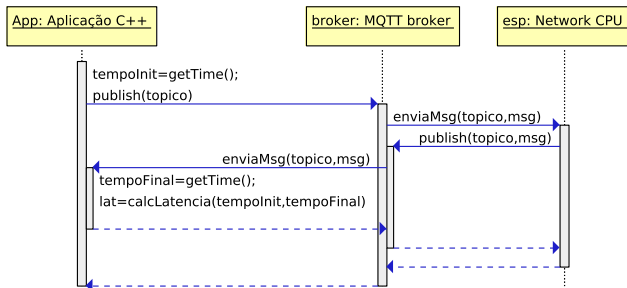 App: Aplicação C++
broker: MQTT broker
esp: Network CPU
tempoInit=getTime();
publish(topico)
enviaMsg(topico,msg)
publish(topico,msg)
enviaMsg(topico,msg)
tempoFinal=getTime();
lat=calcLatencia(tempoInit,tempoFinal)